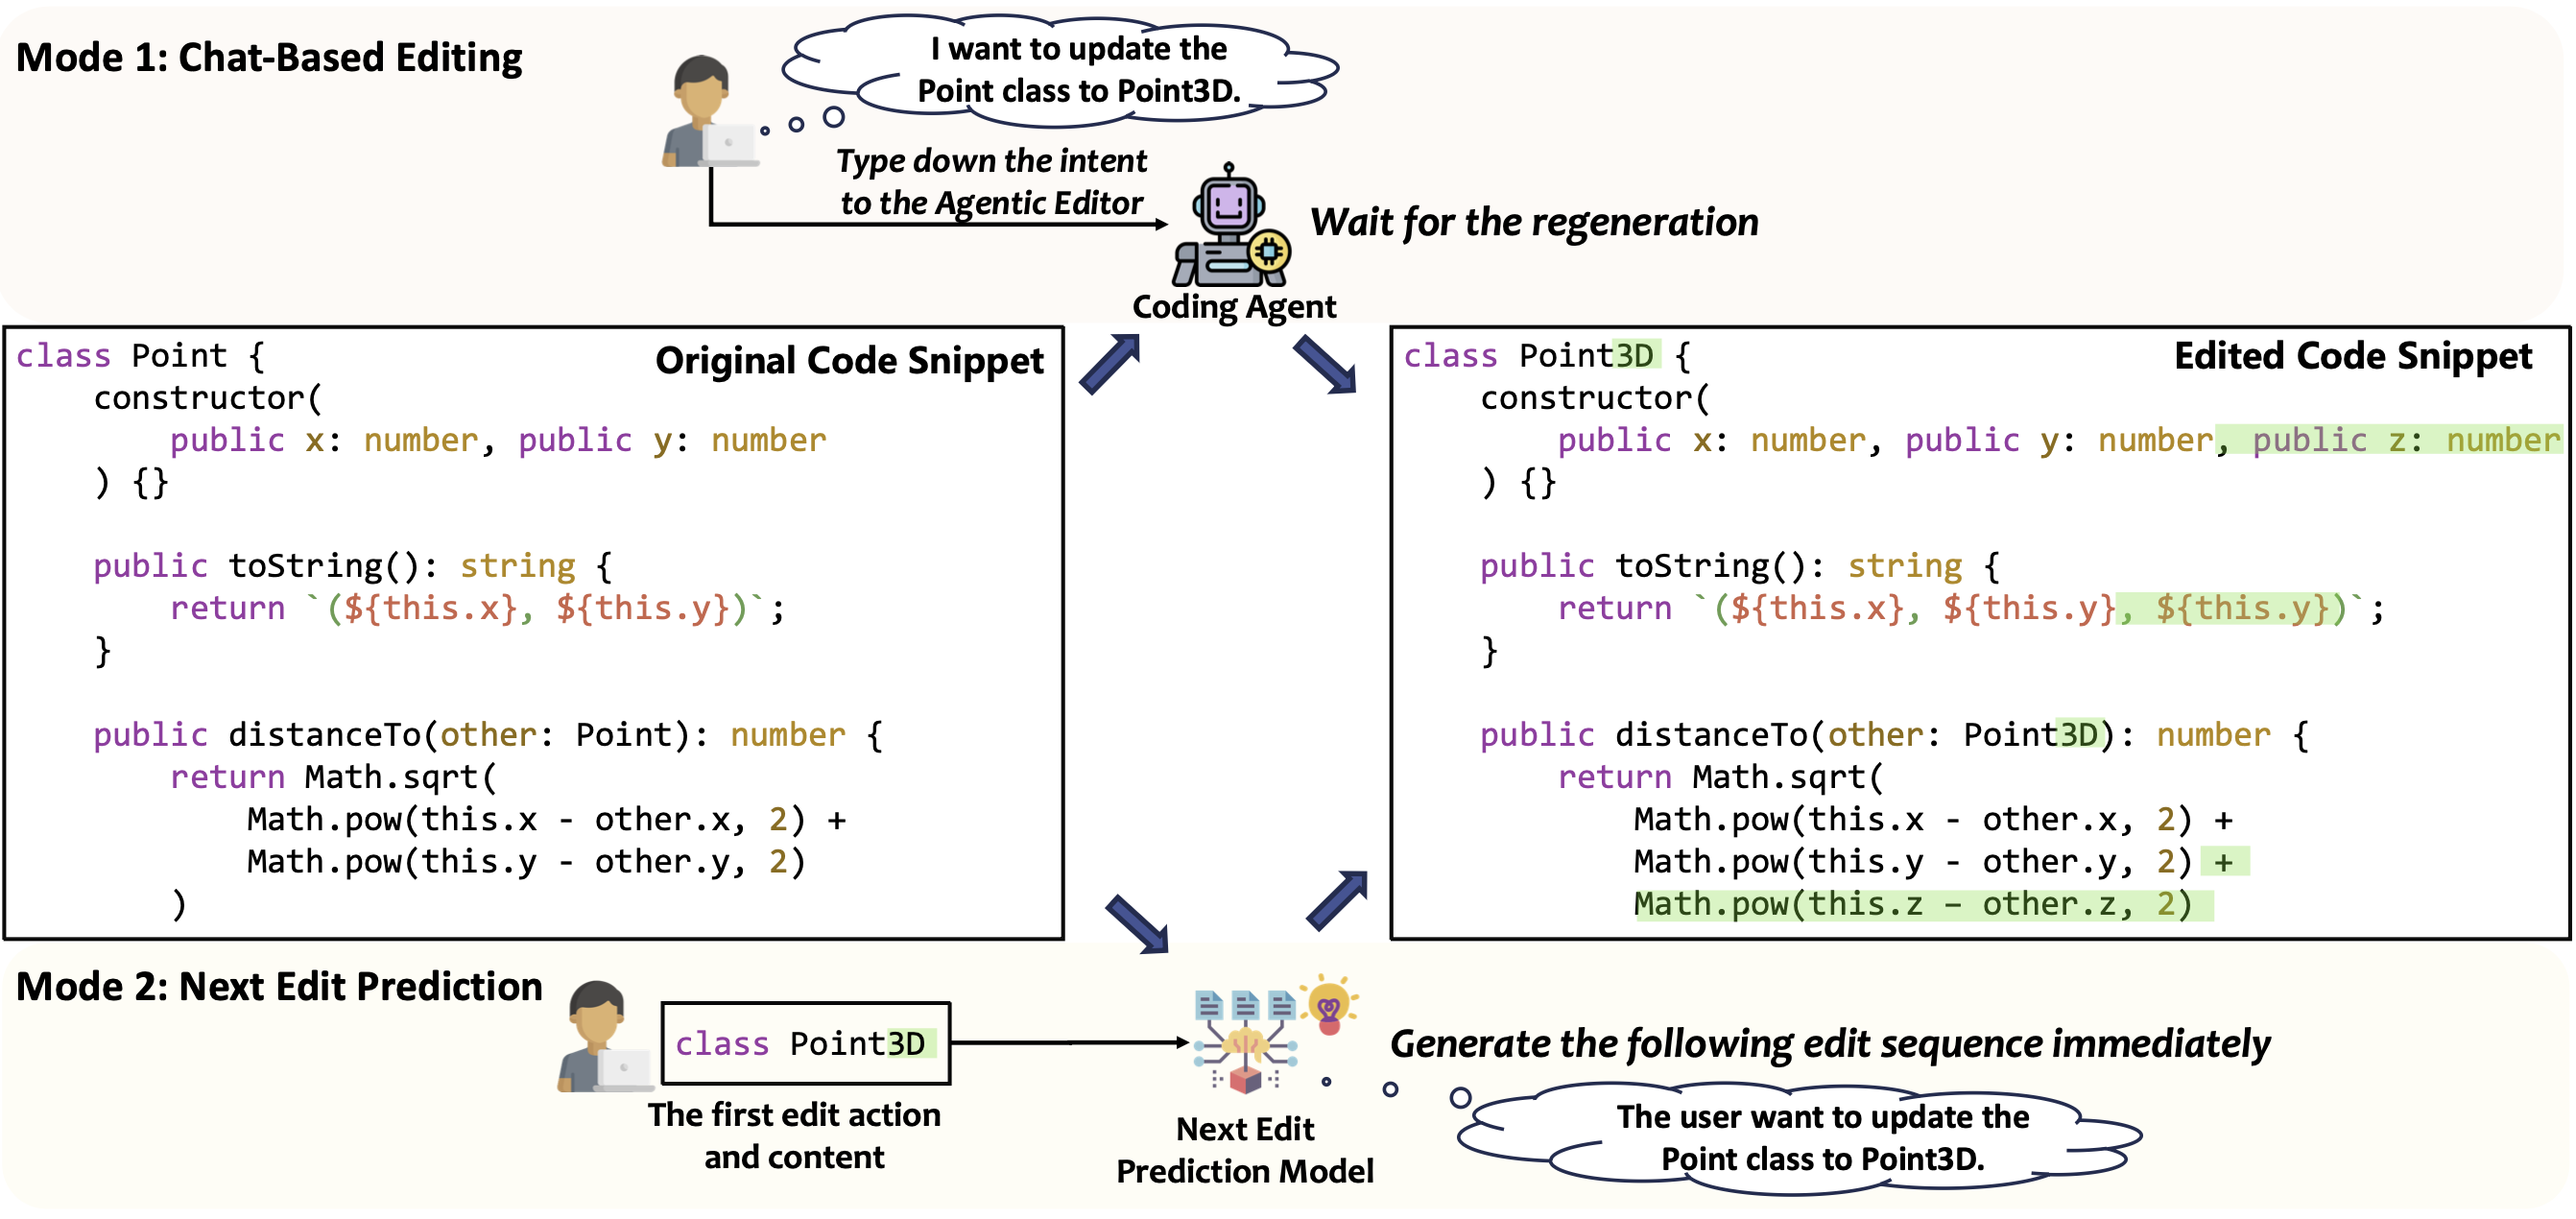 Mode 1: Chat-Based Editing
I want to update the
Point class to Point3D.
Type down the intent
to the Agentic Editor
Wait for the regeneration
Coding Agent
Original Code Snippet
class Point {
    constructor(
        public x: number, public y: number
    ) {}

    public toString(): string {
        return `(${this.x}, ${this.y})`;
    }

    public distanceTo(other: Point): number {
        return Math.sqrt(
            Math.pow(this.x - other.x, 2) +
            Math.pow(this.y - other.y, 2)
        )
Edited Code Snippet
class Point3D {
    constructor(
        public x: number, public y: number, public z: number
    ) {}

    public toString(): string {
        return `(${this.x}, ${this.y}, ${this.y})`;
    }

    public distanceTo(other: Point3D): number {
        return Math.sqrt(
            Math.pow(this.x - other.x, 2) +
            Math.pow(this.y - other.y, 2) +
            Math.pow(this.z – other.z, 2)
Mode 2: Next Edit Prediction
class Point3D
The first edit action
and content
Next Edit
Prediction Model
Generate the following edit sequence immediately
The user want to update the
Point class to Point3D.